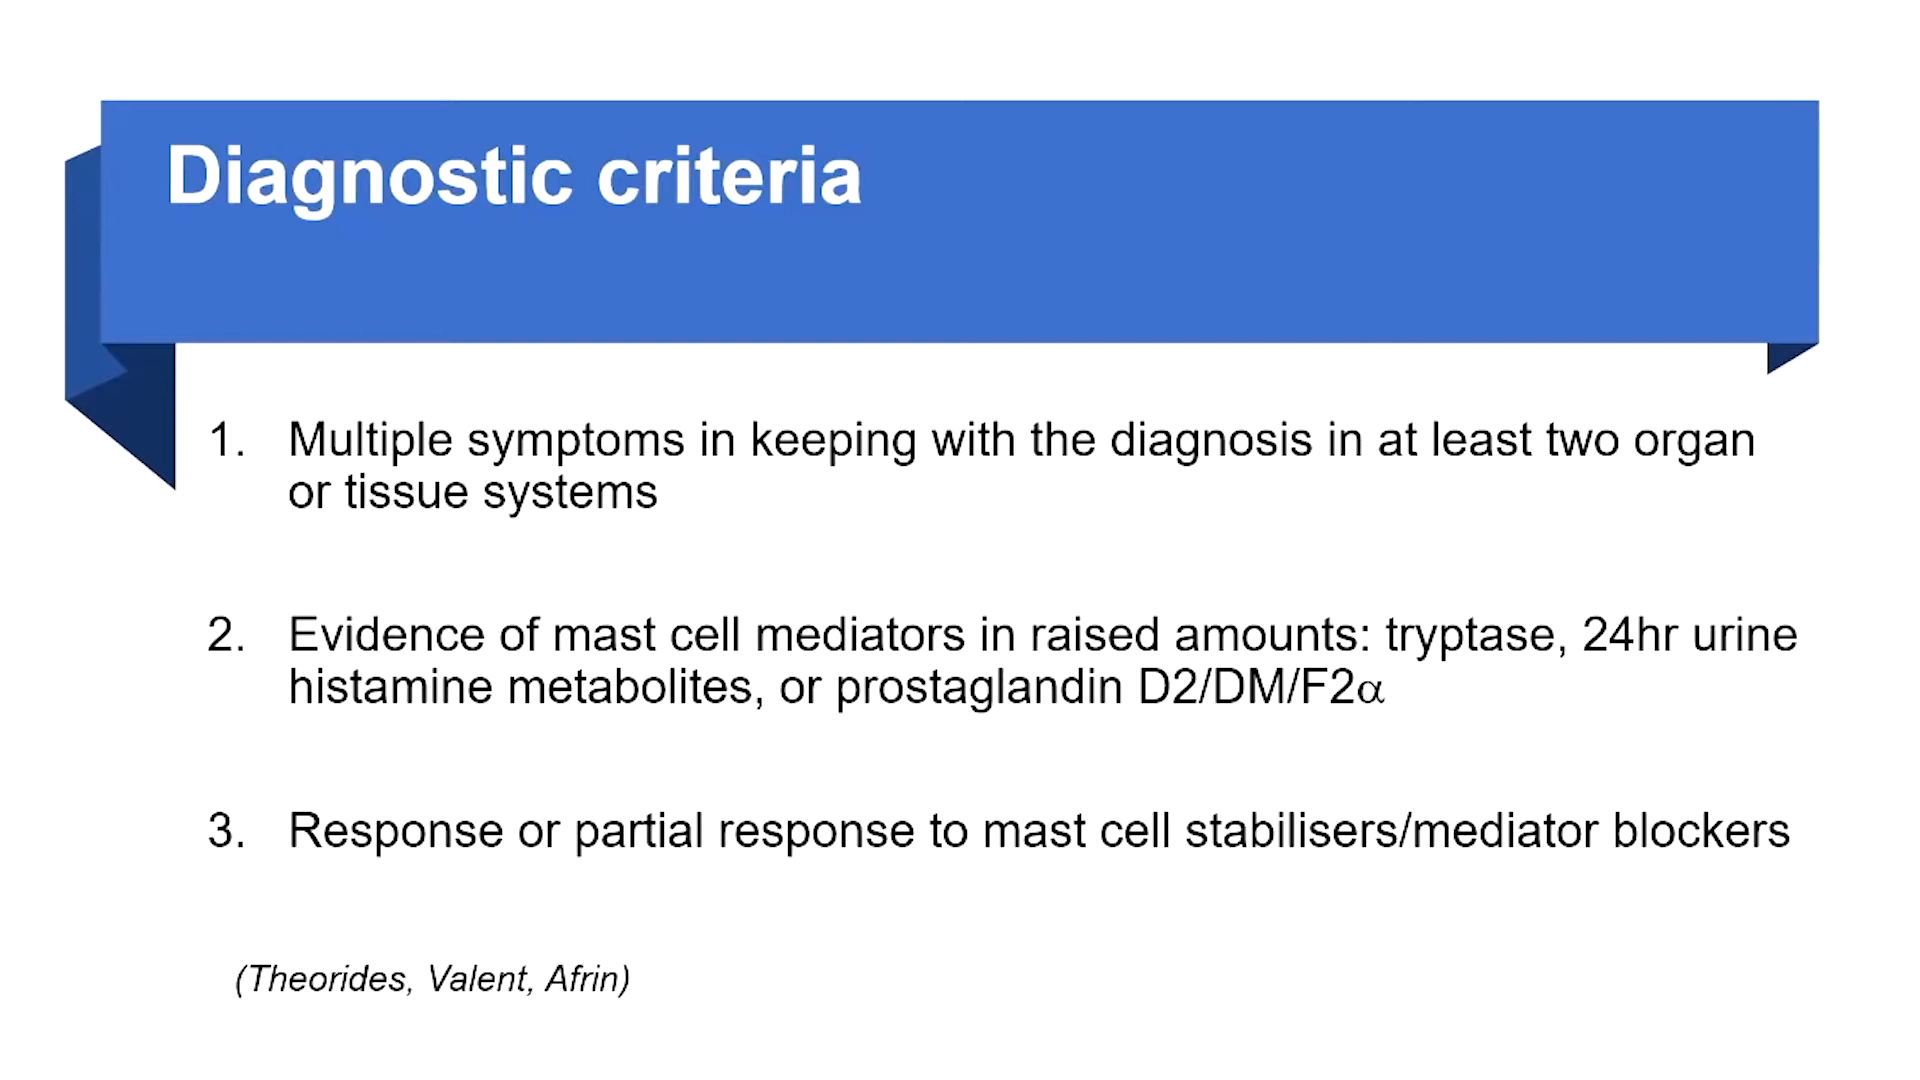 Diagnostic criteria
1. Multiple symptoms in keeping with the diagnosis in at least two organ
or tissue systems
2. Evidence of mast cell mediators in raised amounts: tryptase, 24hr urine
histamine metabolites, or prostaglandin D2/DM/F2α
3. Response or partial response to mast cell stabilisers/mediator blockers
(Theorides, Valent, Afrin)